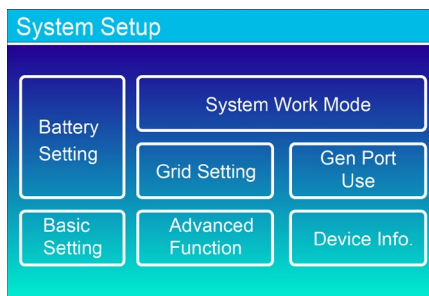 System Setup
Battery
Setting
System Work Mode
Grid Setting
Gen Port
Use
Basic
Setting
Advanced
Function
Device Info.